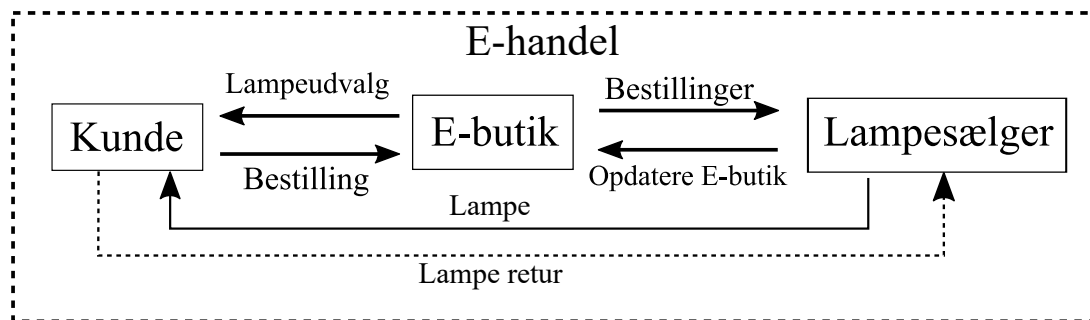 E-handel
Lampeudvalg
Bestillinger
Kunde
E-butik
Lampesælger
Bestilling
Opdatere E-butik
Lampe
Lampe retur